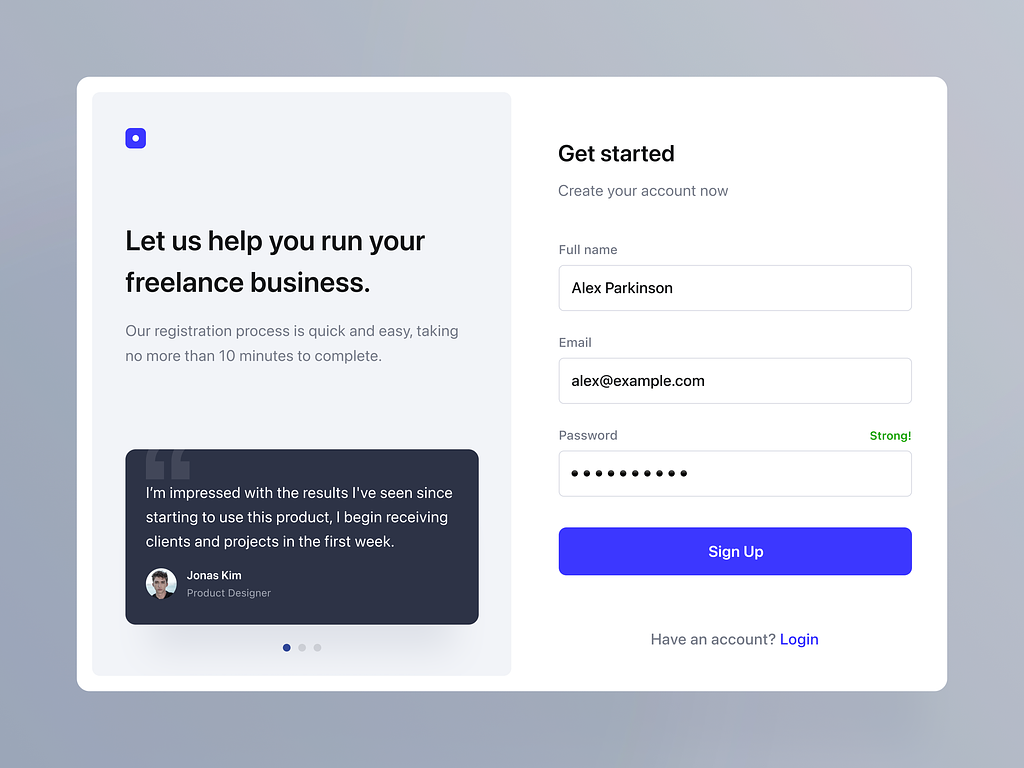 Let us help you run your
freelance business.
Our registration process is quick and easy, taking
no more than 10 minutes to complete.
“
I’m impressed with the results I've seen since
starting to use this product, I begin receiving
clients and projects in the first week.
Jonas Kim
Product Designer
Get started
Create your account now
Full name
Alex Parkinson
Email
alex@example.com
Password
Strong!
Sign Up
Have an account? Login